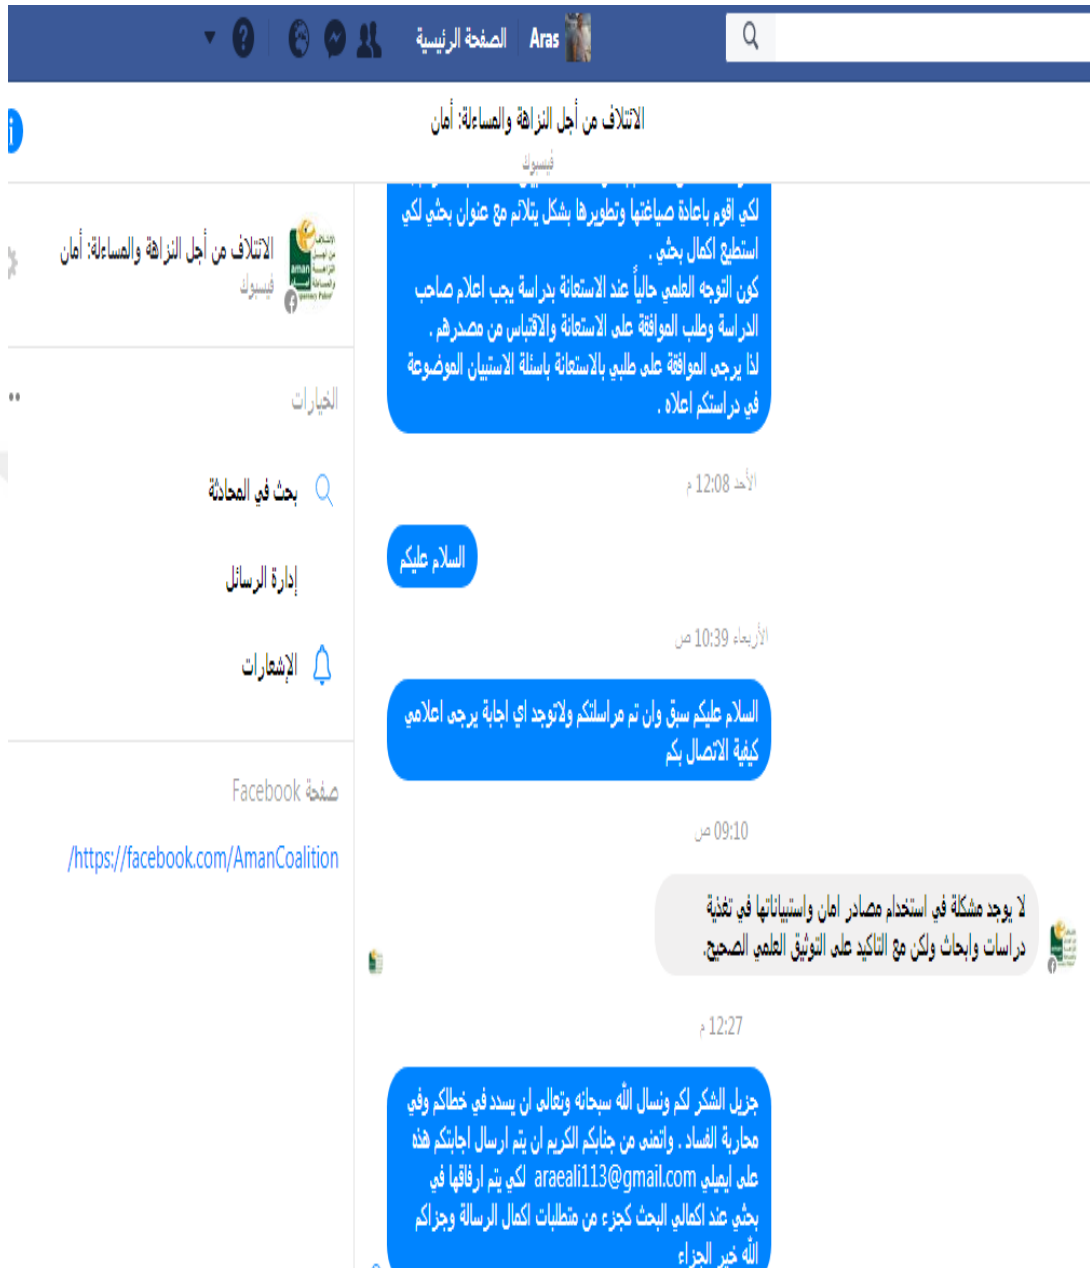 Aras
الصفحة الرئيسية
الائتلاف من أجل النزاهة والمساءلة: أمان
فيسبوك
لكي اقوم باعادة صياغتها وتطويرها بشكل يتلائم مع عنوان بحثي لكي
استطيع اكمال بحثي .
كون التوجه العلمي حالياً عند الاستعانة بدراسة يجب اعلام صاحب
الدراسة وطلب الموافقة على الاستعانة والاقتباس من مصدرهم .
لذا يرجى الموافقة على طلبي بالاستعانة باسئلة الاستبيان الموضوعة
في دراستكم اعلاه .
الأحد 12:08 م
السلام عليكم
الأربعاء 10:39 ص
السلام عليكم سبق وان تم مراسلتكم ولاتوجد اي اجابة يرجى اعلامي
كيفية الاتصال بكم
09:10 ص
لا يوجد مشكلة في استخدام مصادر امان واستبياناتها في تغذية
دراسات وابحاث ولكن مع التاكيد على التوثيق العلمي الصحيح.
12:27 م
جزيل الشكر لكم ونسال الله سبحانه وتعالى ان يسدد في خطاكم وفي
محاربة الفساد . واتمنى من جنابكم الكريم ان يتم ارسال اجابتكم هذه
على ايميلي araeali113@gmail.com لكي يتم ارفاقها في
بحثي عند اكمالي البحث كجزء من متطلبات اكمال الرسالة وجزاكم
الله خير الجزاء
الائتلاف من أجل النزاهة والمساءلة: أمان
فيسبوك
aman
الخيارات
بحث في المحادثة
إدارة الرسائل
الإشعارات
صفحة Facebook
https://facebook.com/AmanCoalition/